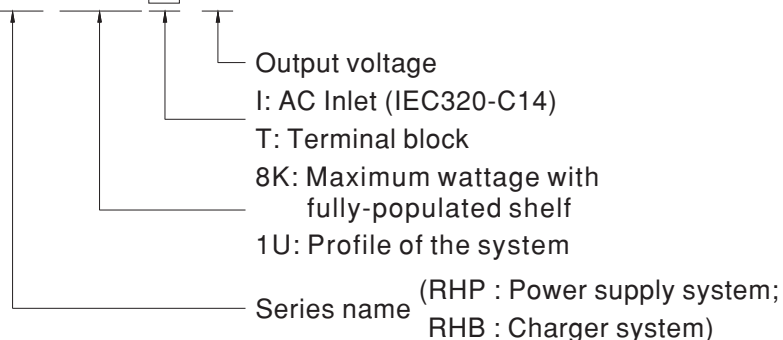 Output voltage
I: AC Inlet (IEC320-C14)
T: Terminal block
8K: Maximum wattage with
fully-populated shelf
1U: Profile of the system
Series name (RHP : Power supply system;
RHB : Charger system)